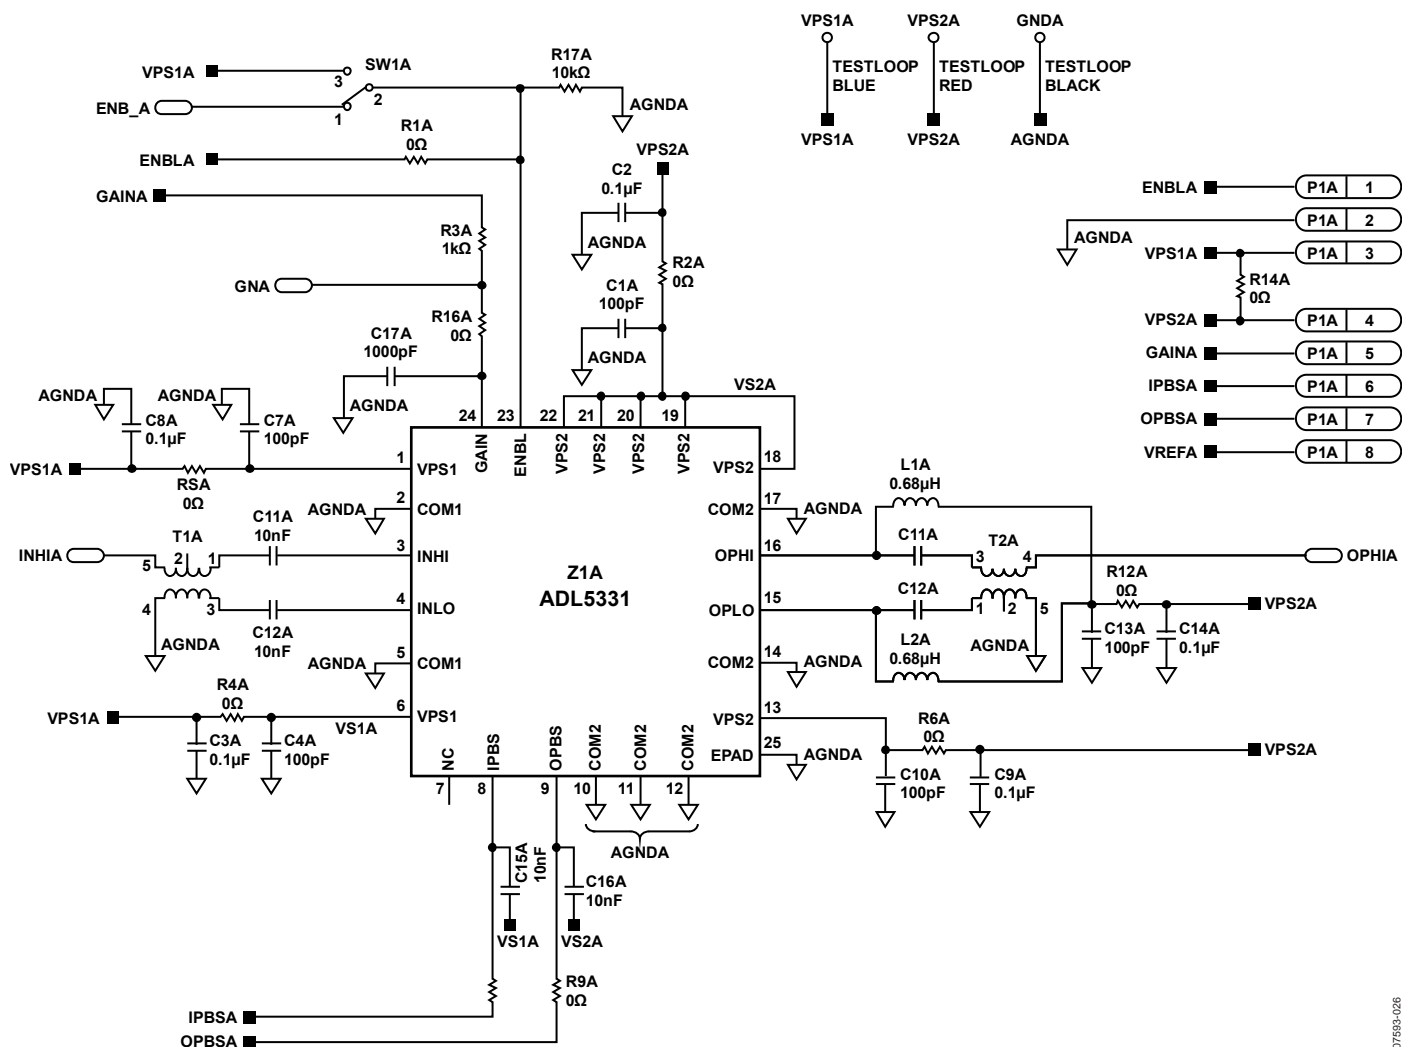 VPS1A
VPS2A
GNDA
TESTLOOP
BLUE
TESTLOOP
RED
TESTLOOP
BLACK
VPS1A
VPS2A
AGNDA
VPS1A
3
SW1A
2
ENB_A
1
R17A
10kΩ
AGNDA
R1A
0Ω
ENBLA
GAINA
VPS2A
C2
0.1µF
AGNDA
R3A
1kΩ
GNA
R2A
0Ω
C1A
100pF
AGNDA
R16A
0Ω
C17A
1000pF
AGNDA
ENBLA
P1A 1
P1A 2
AGNDA
VPS1A
P1A 3
R14A
0Ω
VPS2A
P1A 4
GAINA
P1A 5
IPBSA
P1A 6
OPBSA
P1A 7
VREFA
P1A 8
AGNDA
AGNDA
C8A
0.1µF
C7A
100pF
VPS1A
RSA
0Ω
VS2A
24
23
22
21
20
19
GAIN
ENBL
VPS2
VPS2
VPS2
VPS2
1
VPS1
VPS2
18
AGNDA
2
COM1
COM2
17
AGNDA
L1A
0.68µH
INHIA
T1A
5
2
1
C11A
10nF
3
INHI
OPHI
16
C11A
T2A
3
4
OPHIA
Z1A
ADL5331
4
3
AGNDA
C12A
10nF
4
INLO
OPLO
15
C12A
1
2
5
AGNDA
R12A
0Ω
VPS2A
C13A
100pF
C14A
0.1µF
L2A
0.68µH
AGNDA
5
COM1
COM2
14
AGNDA
VPS1A
R4A
0Ω
VS1A
6
VPS1
VPS2
13
C3A
0.1µF
C4A
100pF
EPAD
25
AGNDA
R6A
0Ω
VPS2A
C10A
100pF
C9A
0.1µF
NC
IPBS
OPBS
COM2
COM2
COM2
7
8
9
10
11
12
AGNDA
C15A
10nF
C16A
10nF
VS1A
VS2A
R9A
0Ω
IPBSA
OPBSA
07593-026